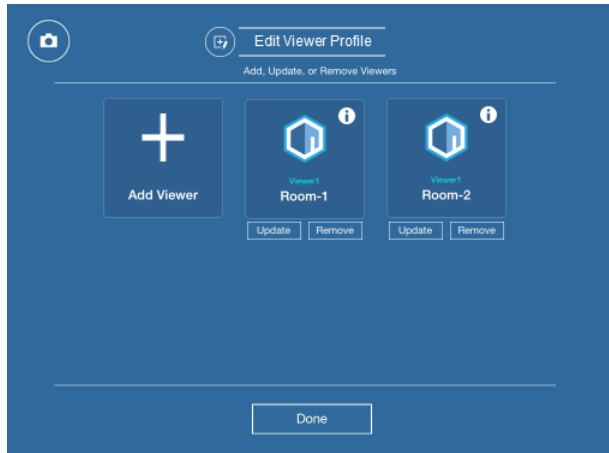 Edit Viewer Profile
Add, Update, or Remove Viewers
Add Viewer
Viewer1
Room-1
Update Remove
Viewer1
Room-2
Update Remove
Done